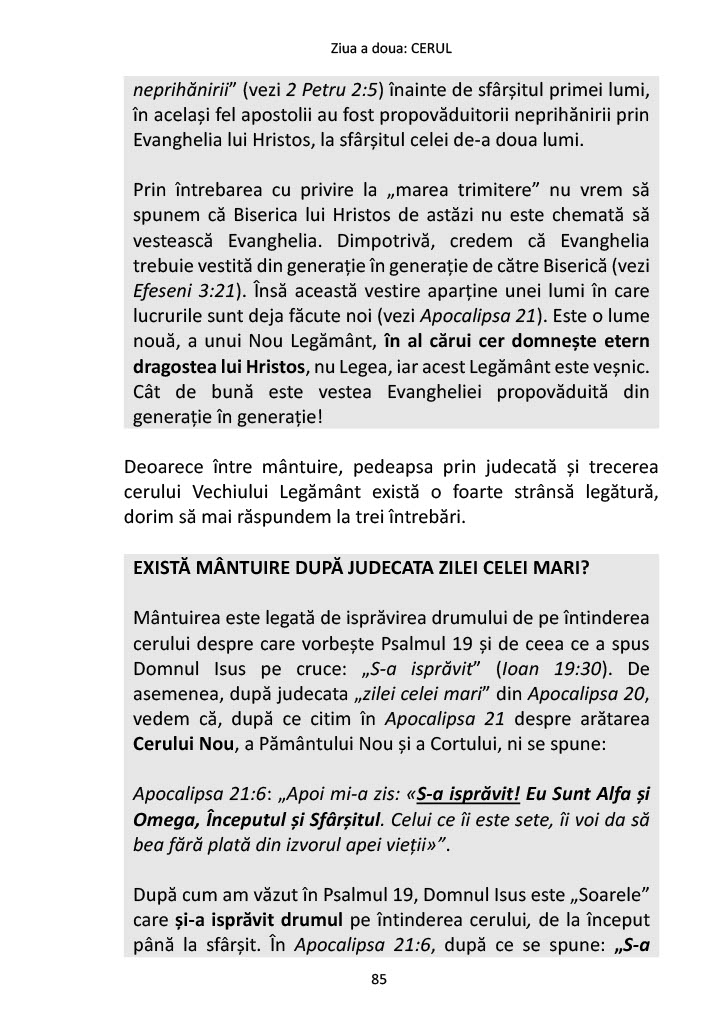 Ziua a doua: CERUL
neprihănirii” (vezi 2 Petru 2:5) înainte de sfârșitul primei lumi,
în același fel apostolii au fost propovăduitorii neprihănirii prin
Evanghelia lui Hristos, la sfârșitul celei de-a doua lumi.
Prin întrebarea cu privire la „marea trimitere” nu vrem să
spunem că Biserica lui Hristos de astăzi nu este chemată să
vestească Evanghelia. Dimpotrivă, credem că Evanghelia
trebuie vestită din generație în generație de către Biserică (vezi
Efeseni 3:21). Însă această vestire aparține unei lumi în care
lucrurile sunt deja făcute noi (vezi Apocalipsa 21). Este o lume
nouă, a unui Nou Legământ, în al cărui cer domnește etern
dragostea lui Hristos, nu Legea, iar acest Legământ este veșnic.
Cât de bună este vestea Evangheliei propovăduită din
generație în generație!
Deoarece între mântuire, pedeapsa prin judecată și trecerea
cerului Vechiului Legământ există o foarte strânsă legătură,
dorim să mai răspundem la trei întrebări.
EXISTĂ MÂNTUIRE DUPĂ JUDECATA ZILEI CELEI MARI?
Mântuirea este legată de isprăvirea drumului de pe întinderea
cerului despre care vorbește Psalmul 19 și de ceea ce a spus
Domnul Isus pe cruce: „S-a isprăvit” (Ioan 19:30). De
asemenea, după judecata „zilei celei mari” din Apocalipsa 20,
vedem că, după ce citim în Apocalipsa 21 despre arătarea
Cerului Nou, a Pământului Nou și a Cortului, ni se spune:
Apocalipsa 21:6: „Apoi mi-a zis: «S-a isprăvit! Eu Sunt Alfa și
Omega, Începutul și Sfârșitul. Celui ce îi este sete, îi voi da să
bea fără plată din izvorul apei vieții»”.
După cum am văzut în Psalmul 19, Domnul Isus este „Soarele”
care și-a isprăvit drumul pe întinderea cerului, de la început
până la sfârșit. În Apocalipsa 21:6, după ce se spune: „S-a
85